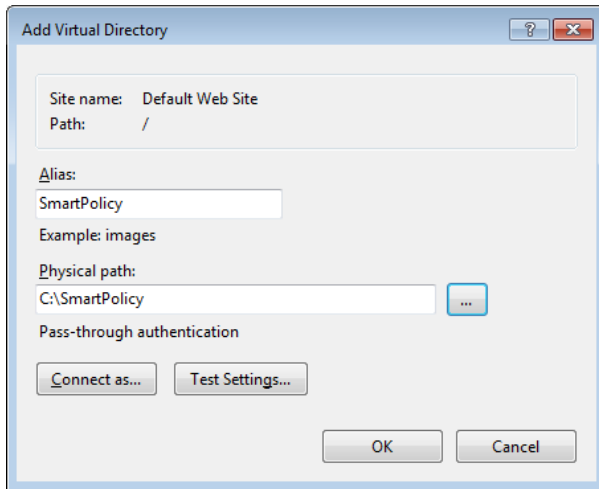 Add Virtual Directory
Site name: Default Web Site
Path: /
Alias:
SmartPolicy
Example: images
Physical path:
C:\SmartPolicy
...
Pass-through authentication
Connect as... Test Settings...
OK Cancel